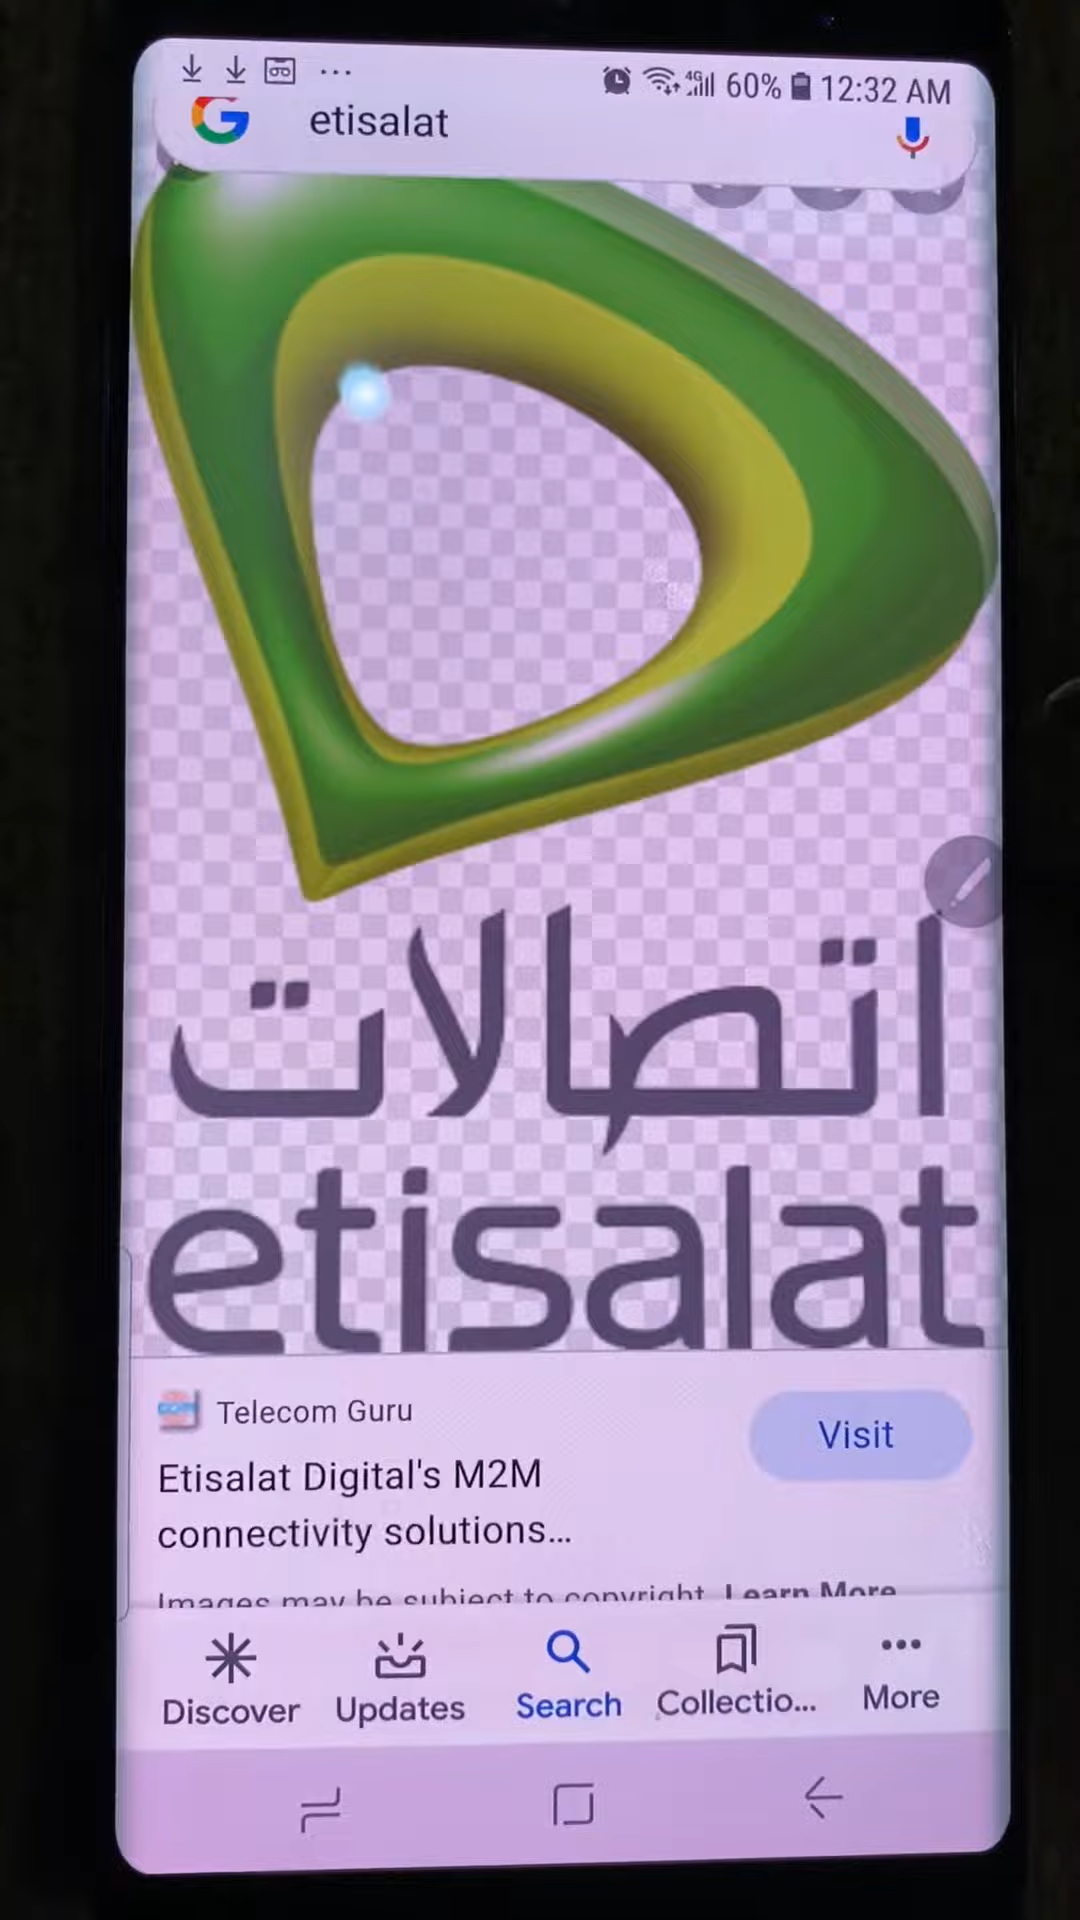 4G 60% 12:32 AM
etisalat
اتصالات
etisalat
Telecom Guru
Visit
Etisalat Digital's M2M
connectivity solutions...
Images may be subject to copyright. Learn More
Discover Updates Search Collectio... More